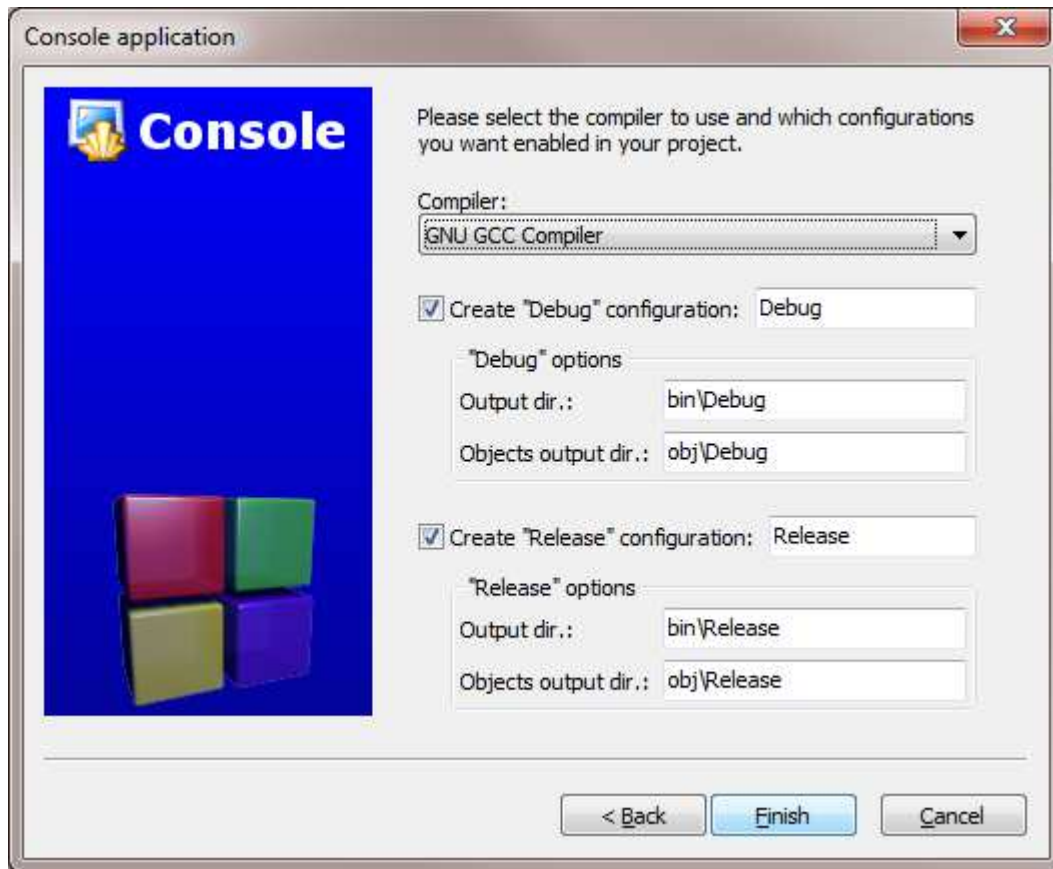 Console application
Console
Please select the compiler to use and which configurations
you want enabled in your project.
Compiler:
GNU GCC Compiler
Create "Debug" configuration: Debug
"Debug" options
Output dir.: bin\Debug
Objects output dir.: obj\Debug
Create "Release" configuration: Release
"Release" options
Output dir.: bin\Release
Objects output dir.: obj\Release
< Back Finish Cancel